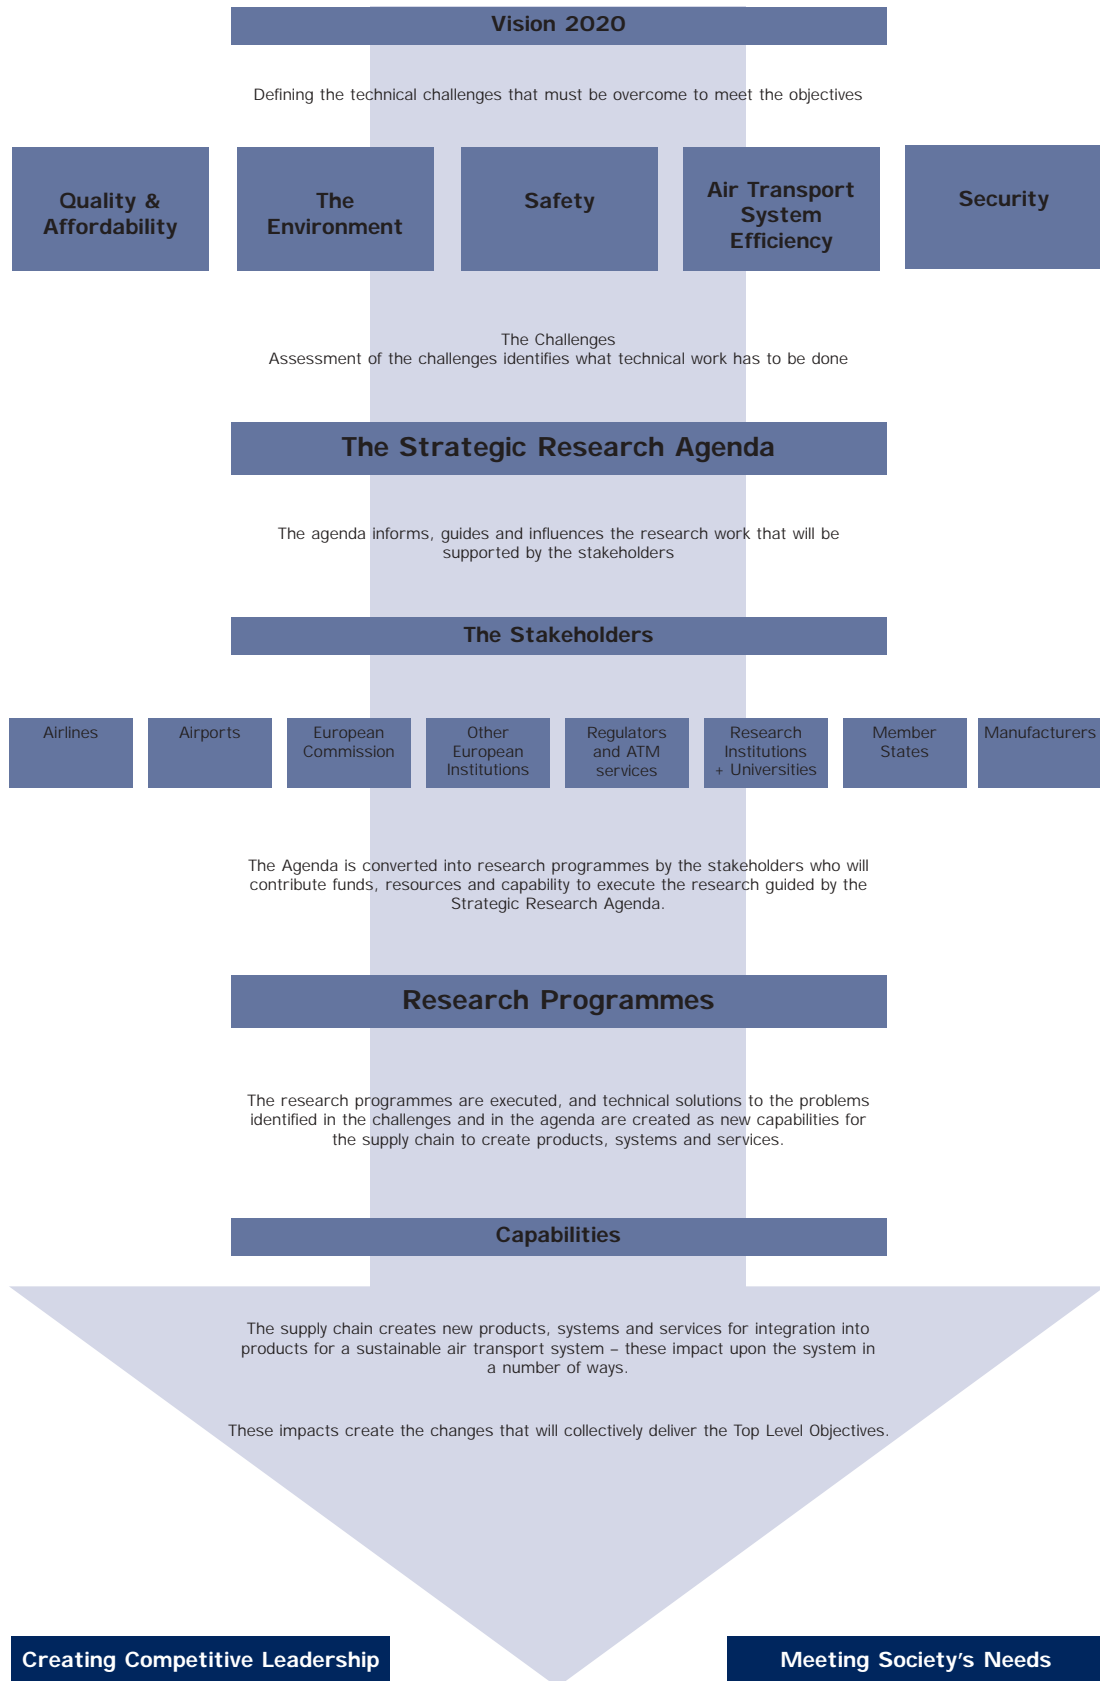 Vision 2020
Defining the technical challenges that must be overcome to meet the objectives
Quality &
Affordability
The
Environment
Safety
Air Transport
System
Efficiency
Security
The Challenges
Assessment of the challenges identifies what technical work has to be done
The Strategic Research Agenda
The agenda informs, guides and influences the research work that will be
supported by the stakeholders
The Stakeholders
Airlines
Airports
European
Commission
Other
European
Institutions
Regulators
and ATM
services
Research
Institutions
+ Universities
Member
States
Manufacturers
The Agenda is converted into research programmes by the stakeholders who will
contribute funds, resources and capability to execute the research guided by the
Strategic Research Agenda.
Research Programmes
The research programmes are executed, and technical solutions to the problems
identified in the challenges and in the agenda are created as new capabilities for
the supply chain to create products, systems and services.
Capabilities
The supply chain creates new products, systems and services for integration into
products for a sustainable air transport system – these impact upon the system in
a number of ways.
These impacts create the changes that will collectively deliver the Top Level Objectives.
Creating Competitive Leadership
Meeting Society’s Needs